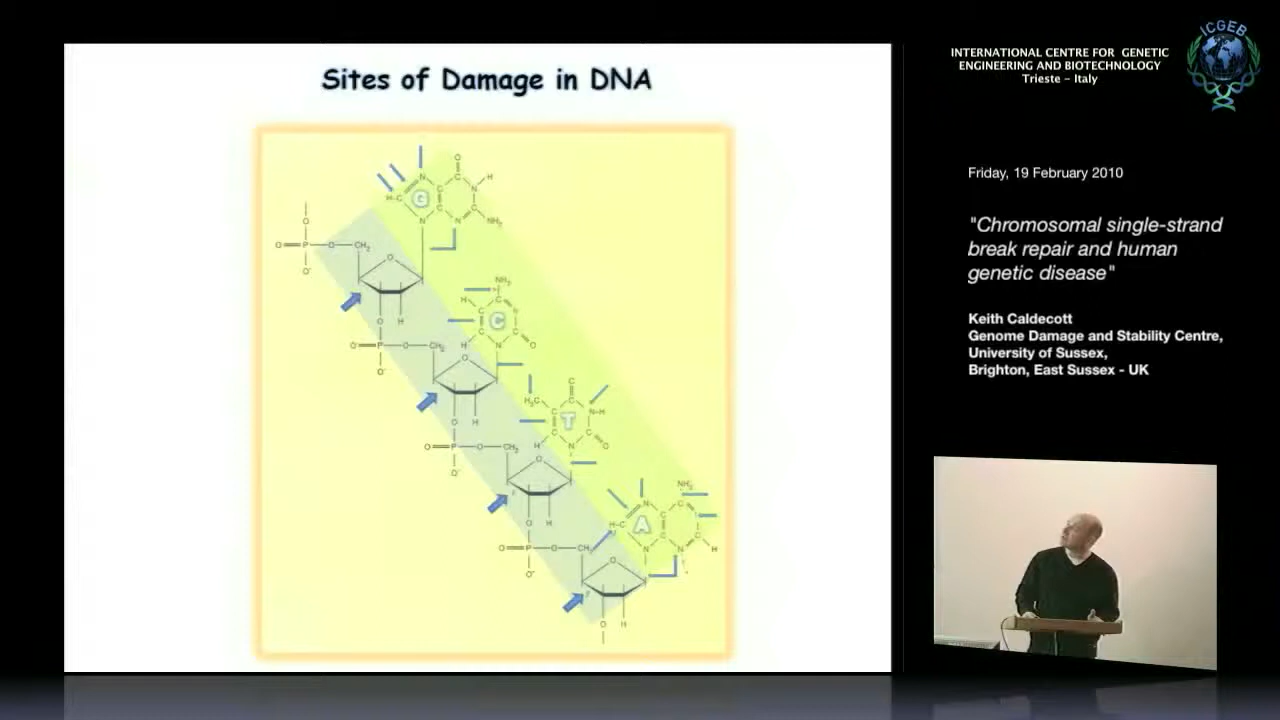 Sites of Damage in DNA
G
C
T
A
ICGEB
INTERNATIONAL CENTRE FOR GENETIC
ENGINEERING AND BIOTECHNOLOGY
Trieste – Italy
Friday, 19 February 2010
"Chromosomal single-strand
break repair and human
genetic disease"
Keith Caldecott
Genome Damage and Stability Centre,
University of Sussex,
Brighton, East Sussex - UK